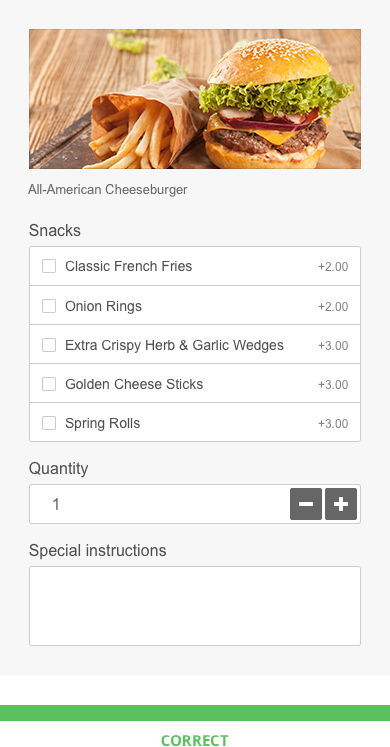 All-American Cheeseburger
Snacks
Classic French Fries +2.00
Onion Rings +2.00
Extra Crispy Herb & Garlic Wedges +3.00
Golden Cheese Sticks +3.00
Spring Rolls +3.00
Quantity
1
Special instructions
CORRECT